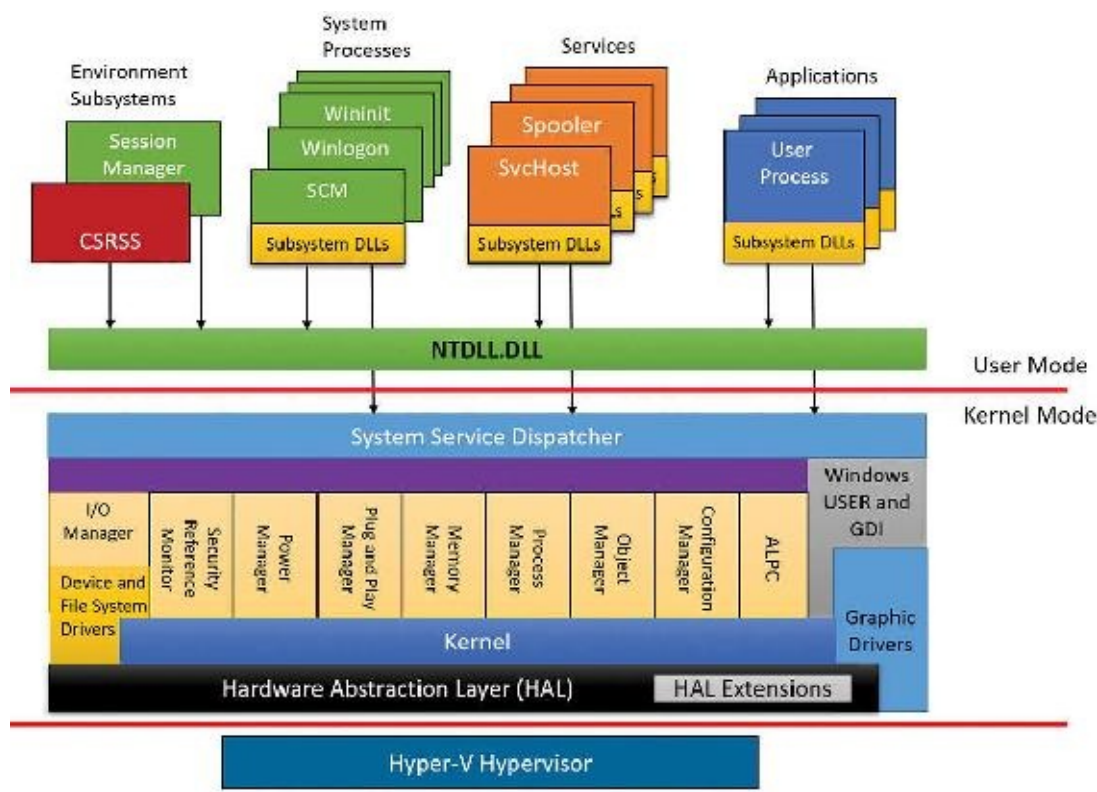 System
Processes
Services
Environment
Subsystems
Applications
Wininit
Spooler
Session
Manager
Winlogon
SvcHost
User
Process
SCM
CSRSS
Subsystem DLLs
Subsystem DLLs
Subsystem DLLs
NTDLL.DLL
User Mode
Kernel Mode
System Service Dispatcher
Windows
USER and
GDI
I/O
Manager
Security
Reference
Monitor
Power
Manager
Plug and Play
Manager
Memory
Manager
Process
Manager
Object
Manager
Configuration
Manager
ALPC
Device and
File System
Drivers
Graphic
Drivers
Kernel
Hardware Abstraction Layer (HAL)
HAL Extensions
Hyper-V Hypervisor